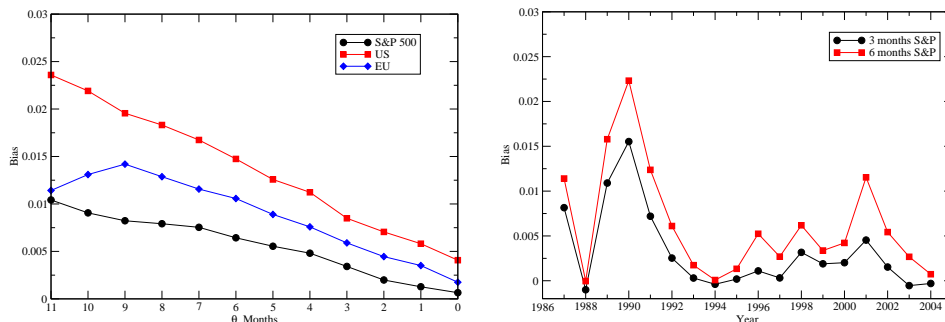 0.03
0.025
0.02
0.015
0.01
0.005
0
Bias
S&P 500
US
EU
11 10 9 8 7 6 5 4 3 2 1 0
θ, Months
0.03
0.025
0.02
0.015
0.01
0.005
0
Bias
3 months S&P
6 months S&P
1986 1988 1990 1992 1994 1996 1998 2000 2002 2004
Year